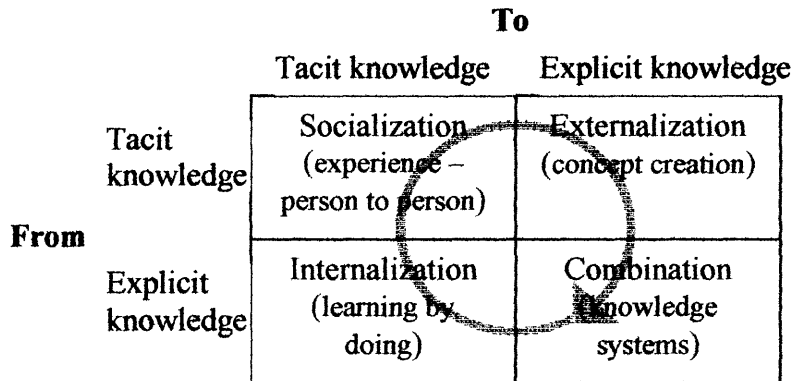 To
Tacit knowledge Explicit knowledge
Tacit
knowledge
Socialization
(experience –
person to person)
Externalization
(concept creation)
From
Explicit
knowledge
Internalization
(learning by
doing)
Combination
(knowledge
systems)